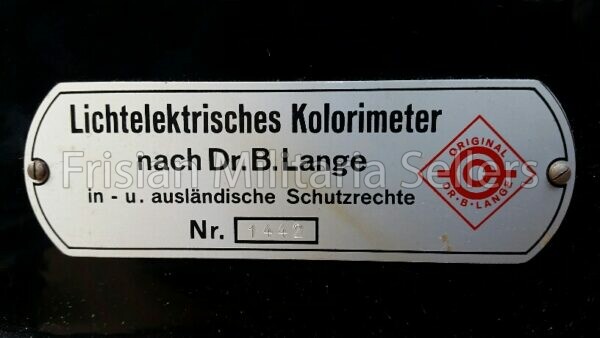 Lichtelektrisches Kolorimeter
nach Dr. B. Lange
in - u. ausländische Schutzrechte
Nr. 1442
ORIGINAL
DR. B. LANGE
Frisian Militaria Sellers